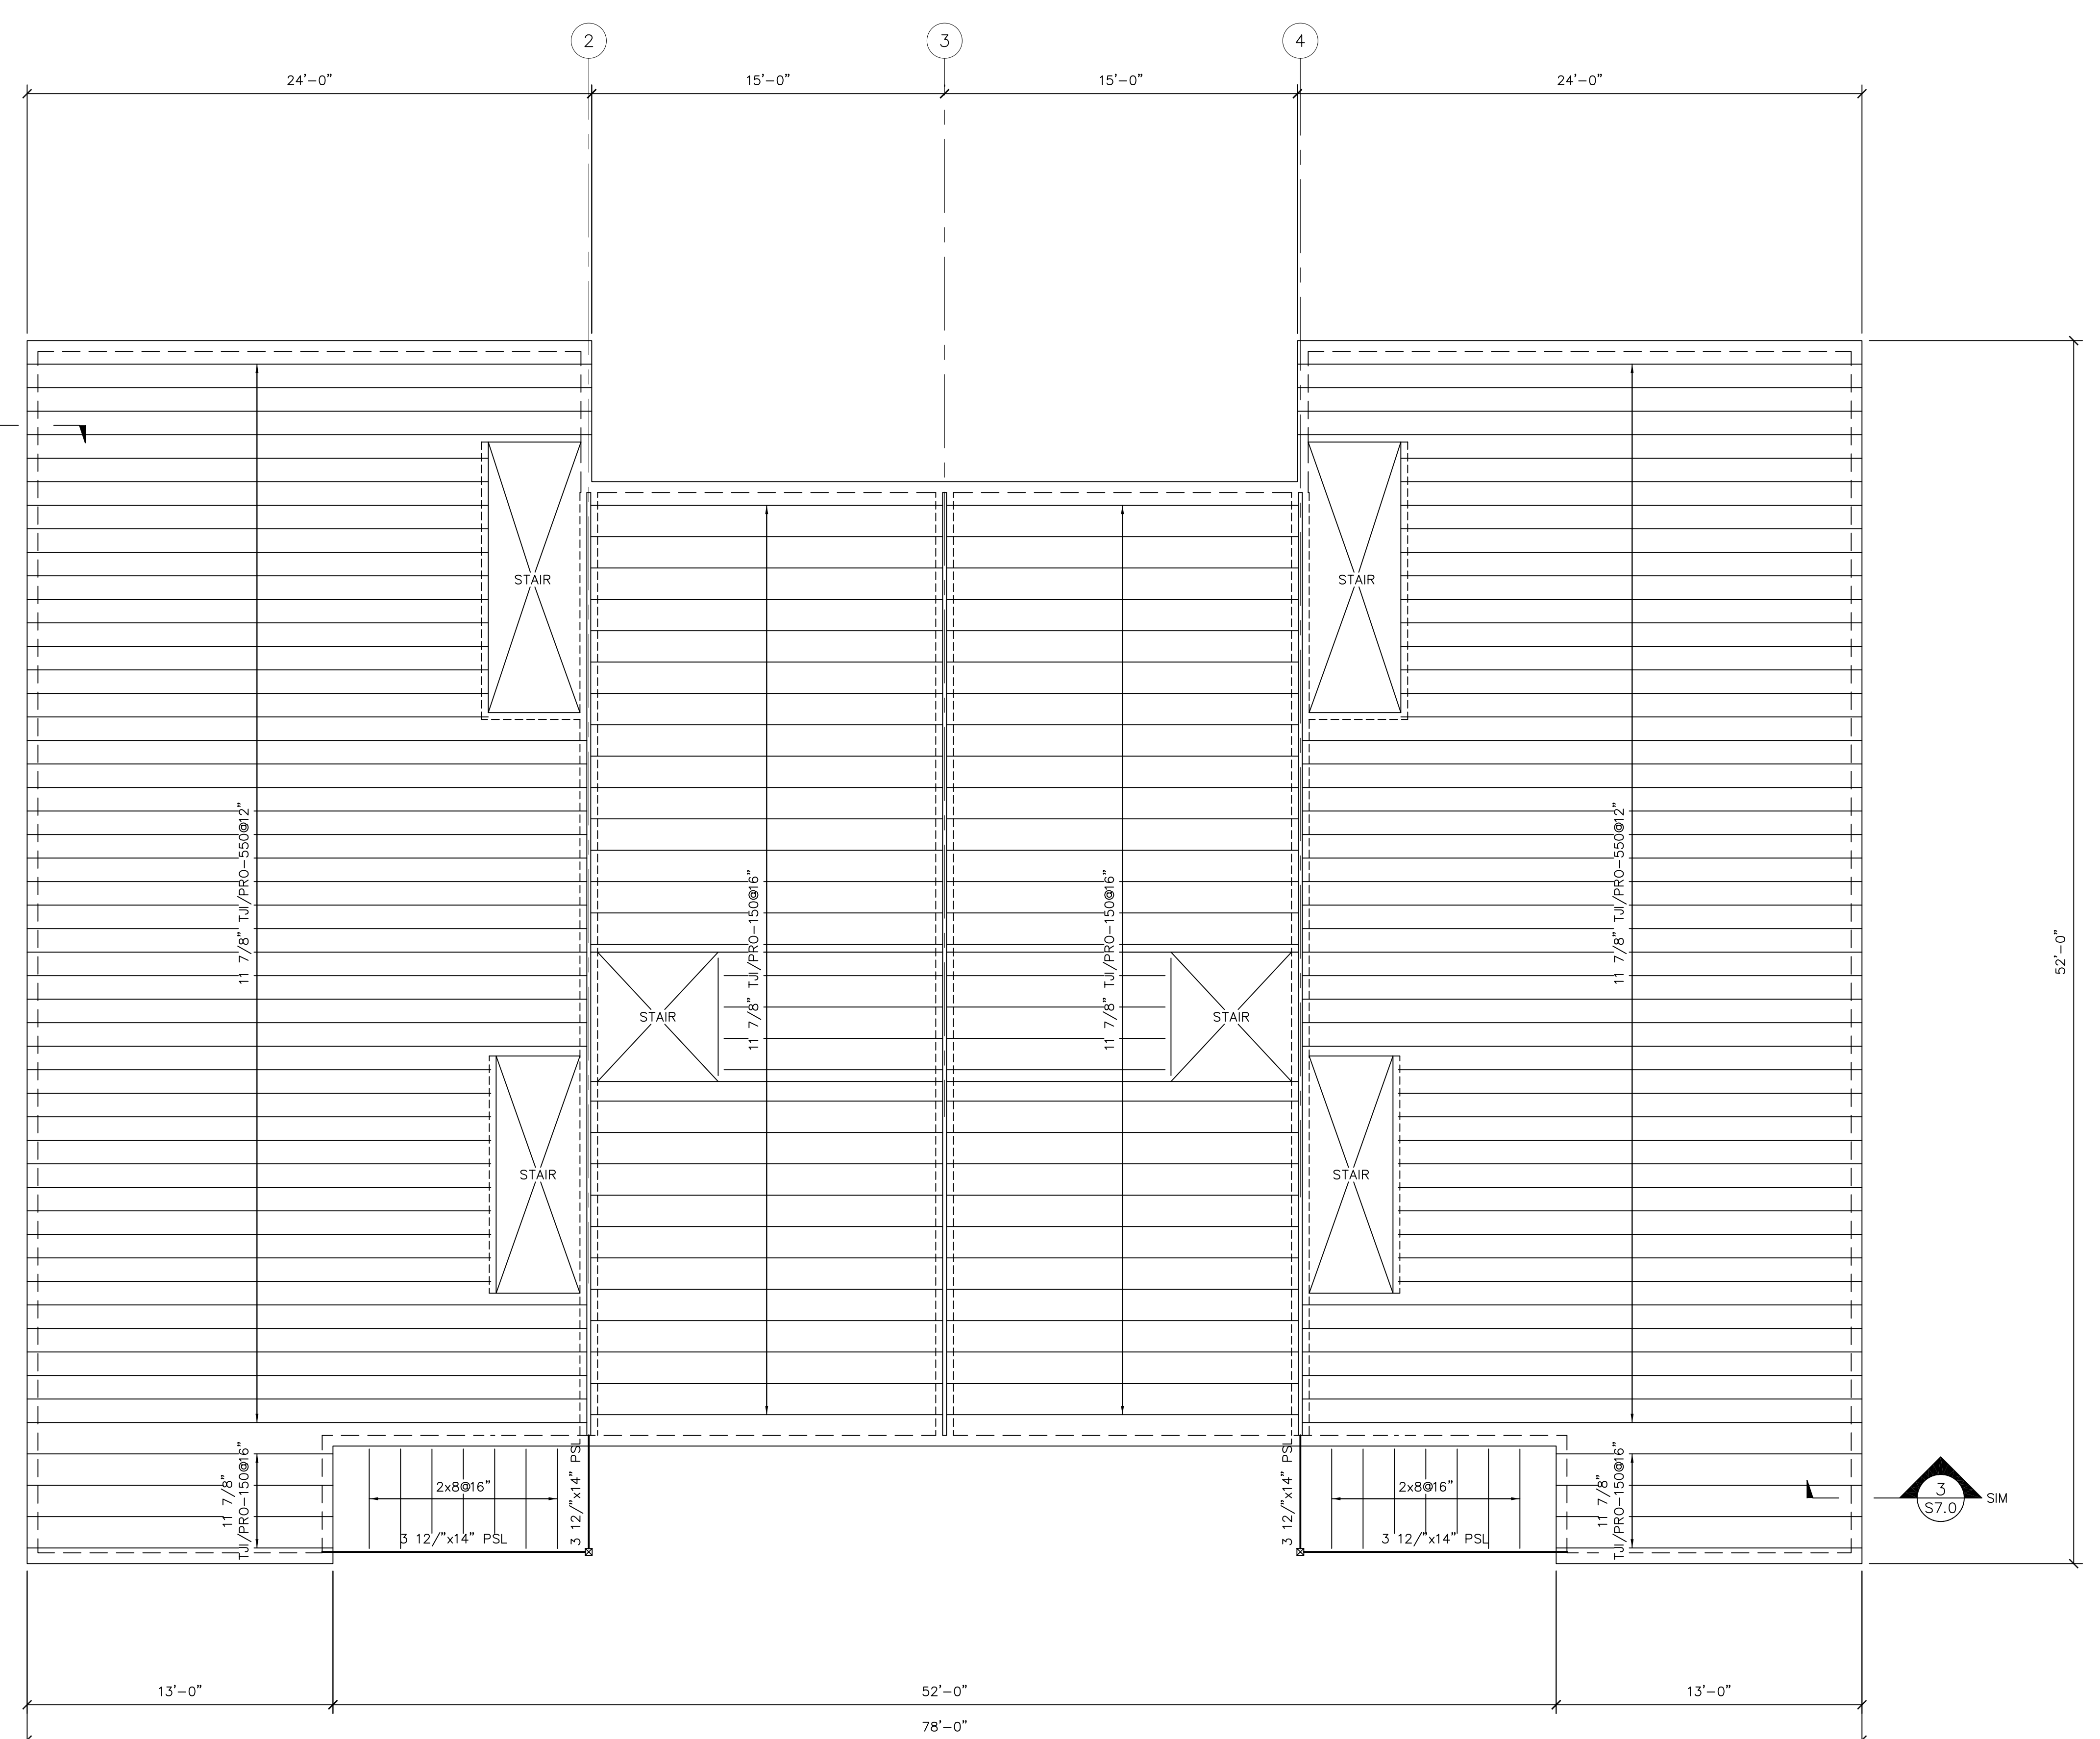 2
3
4
24'-0"
15'-0"
15'-0"
24'-0"
STAIR
STAIR
11 7/8" TJI/PRO-550@12"
11 7/8" TJI/PRO-150@16"
11 7/8" TJI/PRO-150@16"
11 7/8" TJI/PRO-550@12"
52'-0"
STAIR
STAIR
STAIR
STAIR
11 7/8"
TJI/PRO-150@16"
2x8@16"
3 12/"x14" PSL
3 12/"x14" PSL
3 12/"x14" PSL
2x8@16"
3 12/"x14" PSL
11 7/8"
TJI/PRO-150@16"
3
S7.0
SIM
13'-0"
52'-0"
13'-0"
78'-0"